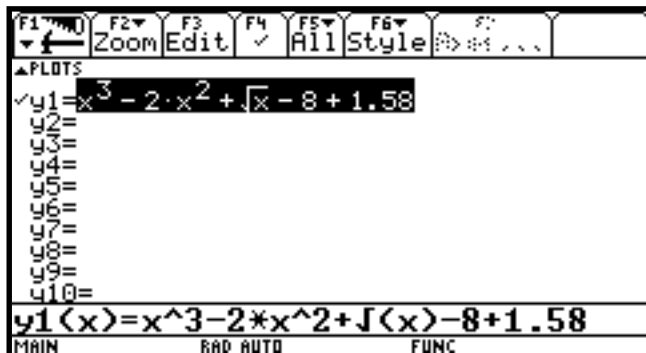 F1 F2▾ F3 F4 F5▾ F6▾ F7
Zoom Edit ✓ All Style
▲PLOTS
✓y1=x³ − 2·x² + √x − 8 + 1.58
y2=
y3=
y4=
y5=
y6=
y7=
y8=
y9=
y10=
y1(x)=x^3-2*x^2+√(x)-8+1.58
MAIN RAD AUTO FUNC